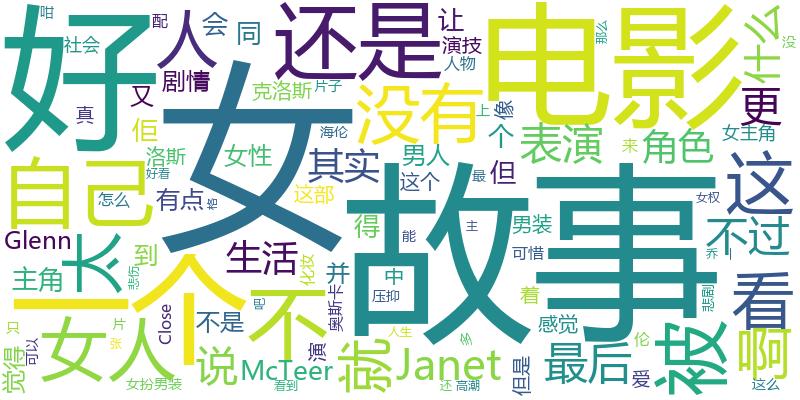 好
人
会
同
还是
让
演技
人物
电影
那么
什么
没
咁
配
社会
剧情
又
真
佢
克洛斯
片子
没有
上
像
更
女
海伦
个
表演
角色
来
女主角
自己
怎么
洛斯
好看
女性
有点
格
其实
男人
这个
但
这部
最
这
女权
Glenn
太
到
生活
化妆
得
能
故事
主
男装
可惜
不过
乔
主角
悲伤
一个
不
并
中
压抑
着
悲剧
看
Close
不是
奥斯卡
吧
感觉
伦
被
啊
觉得
只
可以
片
张
女人
女扮男装
说
看到
McTeer
演
就
人生
还
Janet
高潮
多
但是
最后
爱
这么